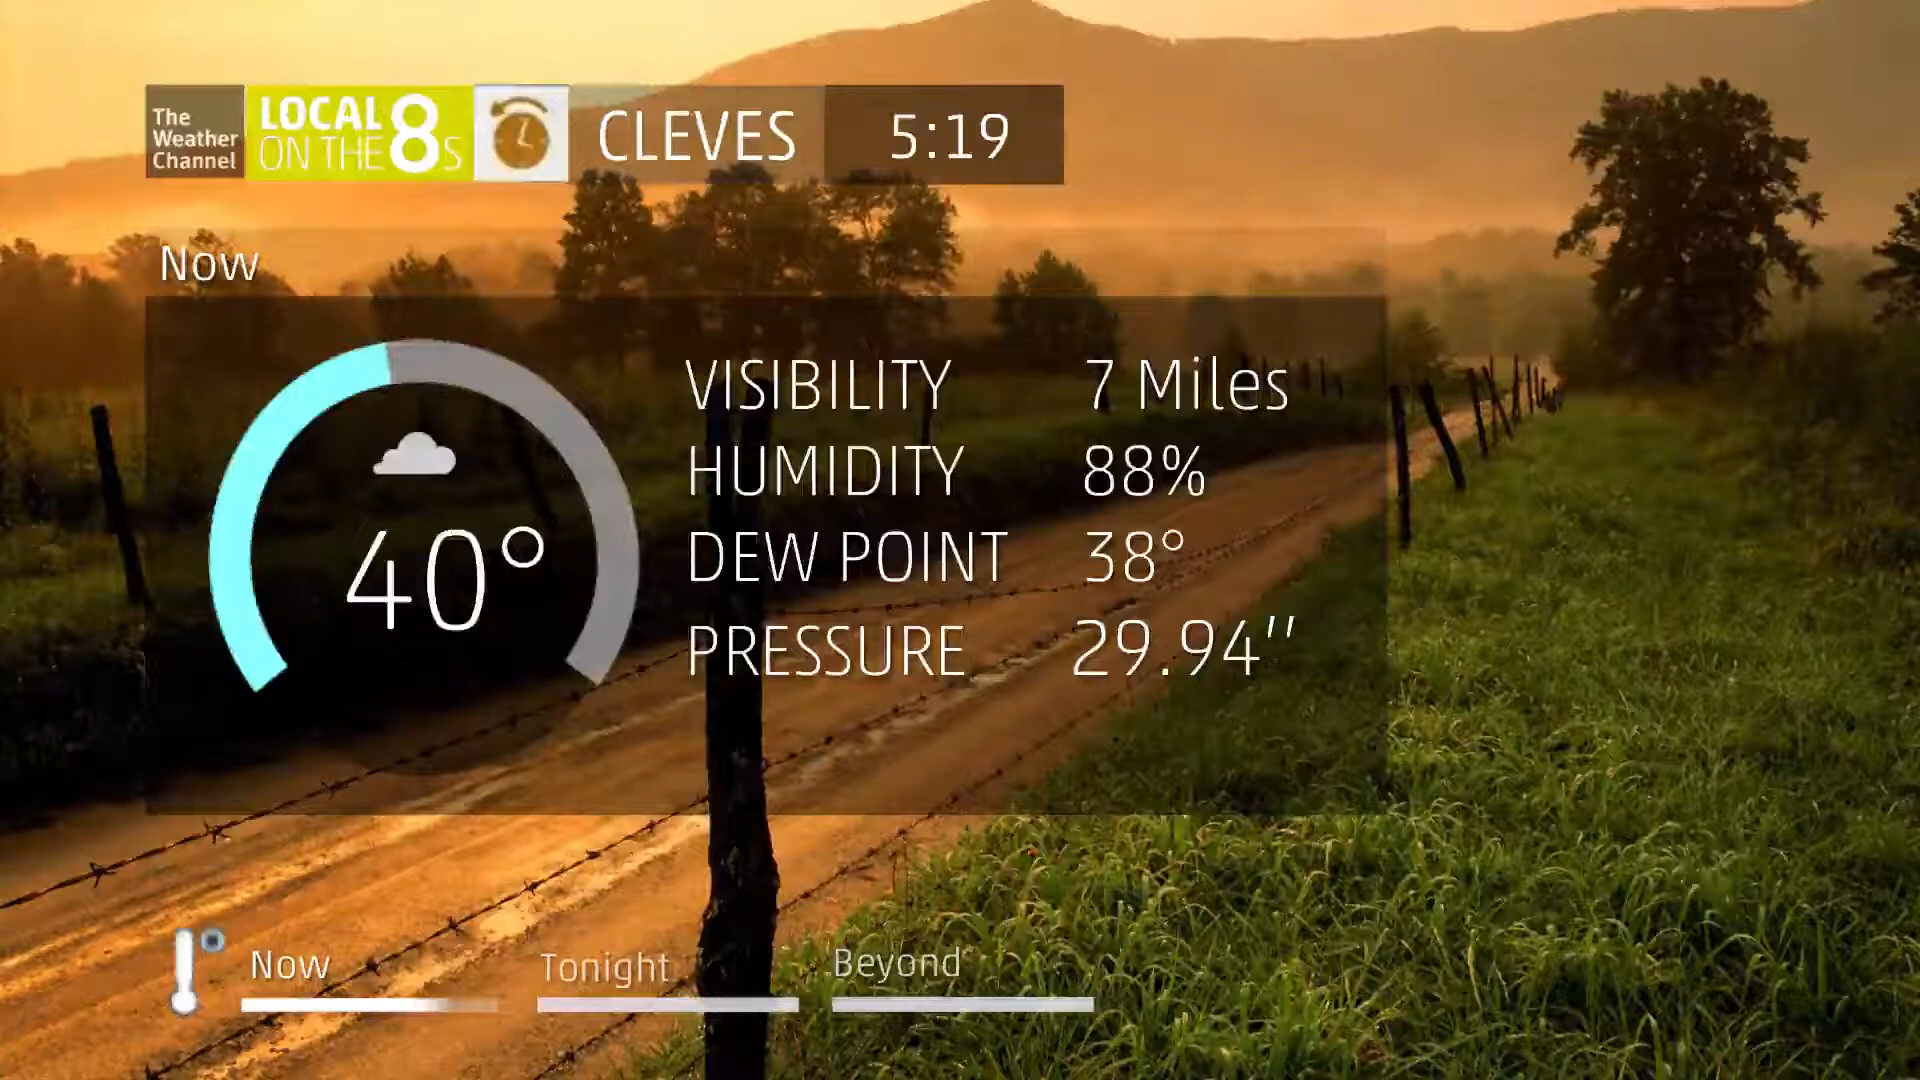 The Weather Channel
LOCAL ON THE 8s
CLEVES 5:19
Now
40°
VISIBILITY 7 Miles
HUMIDITY 88%
DEW POINT 38°
PRESSURE 29.94"
Now Tonight Beyond